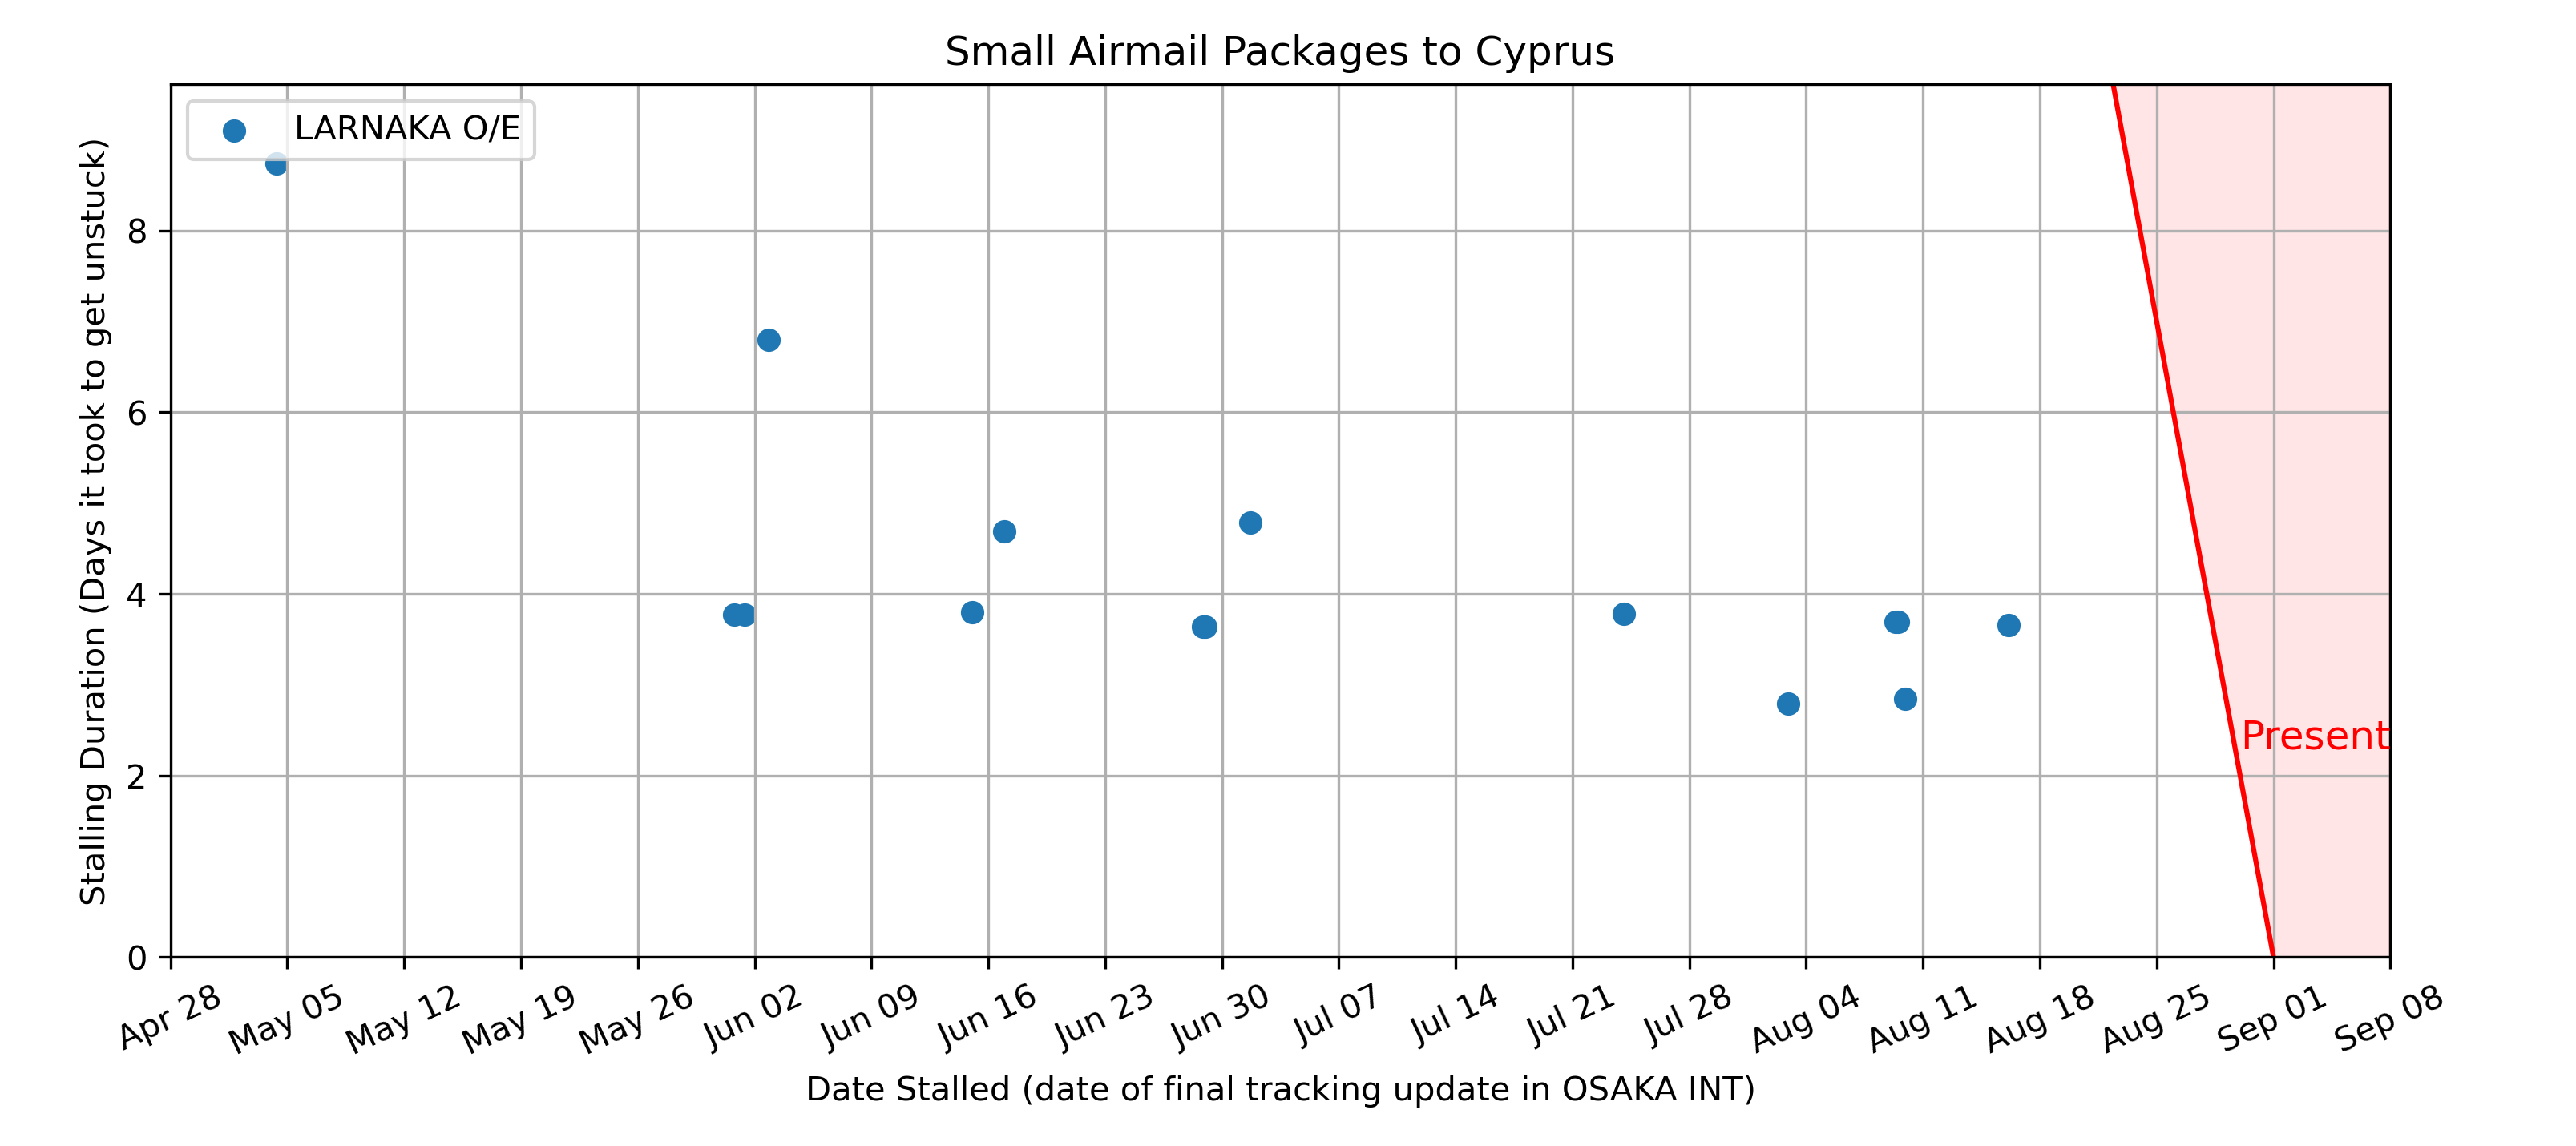 Small Airmail Packages to Cyprus
LARNAKA O/E
Stalling Duration (Days it took to get unstuck)
8
6
4
2
0
Present
Apr 28
May 05
May 12
May 19
May 26
Jun 02
Jun 09
Jun 16
Jun 23
Jun 30
Jul 07
Jul 14
Jul 21
Jul 28
Aug 04
Aug 11
Aug 18
Aug 25
Sep 01
Sep 08
Date Stalled (date of final tracking update in OSAKA INT)